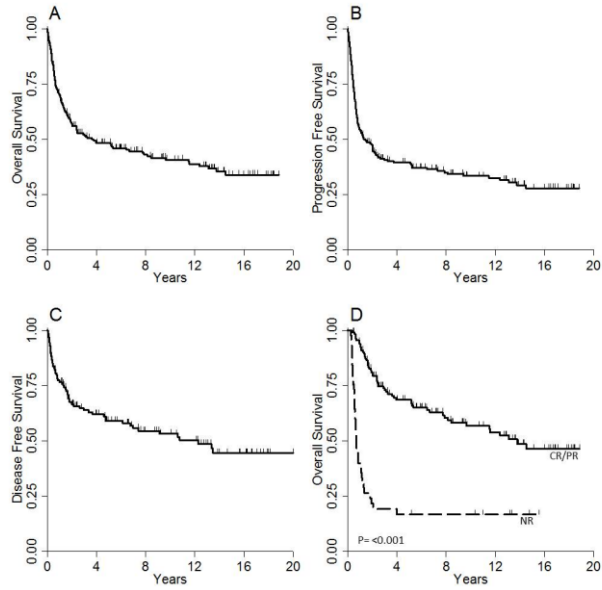 A
Overall Survival
1.00
0.75
0.50
0.25
0.00
0 4 8 12 16 20
Years
B
Progression Free Survival
1.00
0.75
0.50
0.25
0.00
0 4 8 12 16 20
Years
C
Disease Free Survival
1.00
0.75
0.50
0.25
0.00
0 4 8 12 16 20
Years
D
Overall Survival
1.00
0.75
0.50
0.25
0.00
CR/PR
NR
P= <0.001
0 4 8 12 16 20
Years